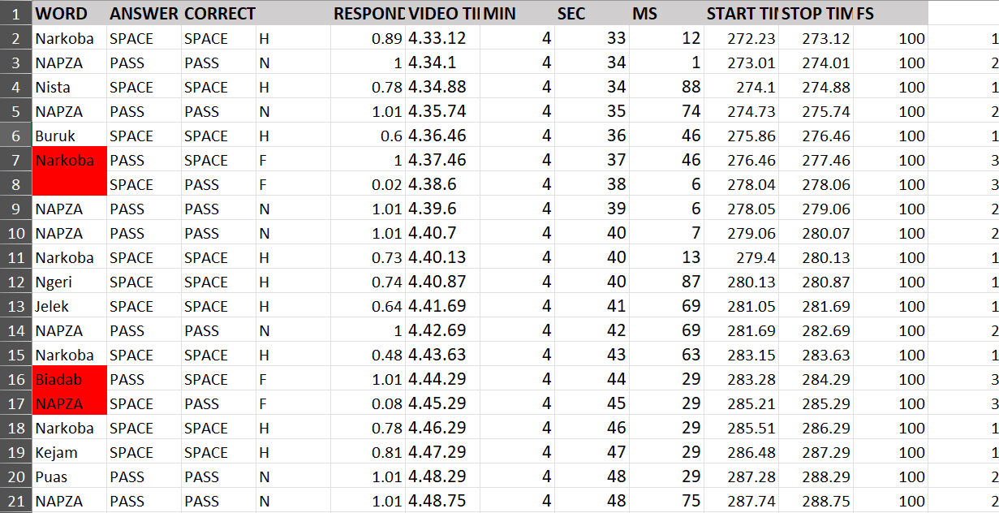 1 WORD ANSWER CORRECT RESPOND VIDEO TII MIN SEC MS START TIN STOP TIM FS
2 Narkoba SPACE SPACE H 0.89 4.33.12 4 33 12 272.23 273.12 100 1
3 NAPZA PASS PASS N 1 4.34.1 4 34 1 273.01 274.01 100 2
4 Nista SPACE SPACE H 0.78 4.34.88 4 34 88 274.1 274.88 100 1
5 NAPZA PASS PASS N 1.01 4.35.74 4 35 74 274.73 275.74 100 2
6 Buruk SPACE SPACE H 0.6 4.36.46 4 36 46 275.86 276.46 100 1
7 Narkoba PASS SPACE F 1 4.37.46 4 37 46 276.46 277.46 100 3
8 SPACE PASS F 0.02 4.38.6 4 38 6 278.04 278.06 100 3
9 NAPZA PASS PASS N 1.01 4.39.6 4 39 6 278.05 279.06 100 2
10 NAPZA PASS PASS N 1.01 4.40.7 4 40 7 279.06 280.07 100 2
11 Narkoba SPACE SPACE H 0.73 4.40.13 4 40 13 279.4 280.13 100 1
12 Ngeri SPACE SPACE H 0.74 4.40.87 4 40 87 280.13 280.87 100 1
13 Jelek SPACE SPACE H 0.64 4.41.69 4 41 69 281.05 281.69 100 1
14 NAPZA PASS PASS N 1 4.42.69 4 42 69 281.69 282.69 100 2
15 Narkoba SPACE SPACE H 0.48 4.43.63 4 43 63 283.15 283.63 100 1
16 Biadab PASS SPACE F 1.01 4.44.29 4 44 29 283.28 284.29 100 3
17 NAPZA SPACE PASS F 0.08 4.45.29 4 45 29 285.21 285.29 100 3
18 Narkoba SPACE SPACE H 0.78 4.46.29 4 46 29 285.51 286.29 100 1
19 Kejam SPACE SPACE H 0.81 4.47.29 4 47 29 286.48 287.29 100 1
20 Puas PASS PASS N 1.01 4.48.29 4 48 29 287.28 288.29 100 2
21 NAPZA PASS PASS N 1.01 4.48.75 4 48 75 287.74 288.75 100 2